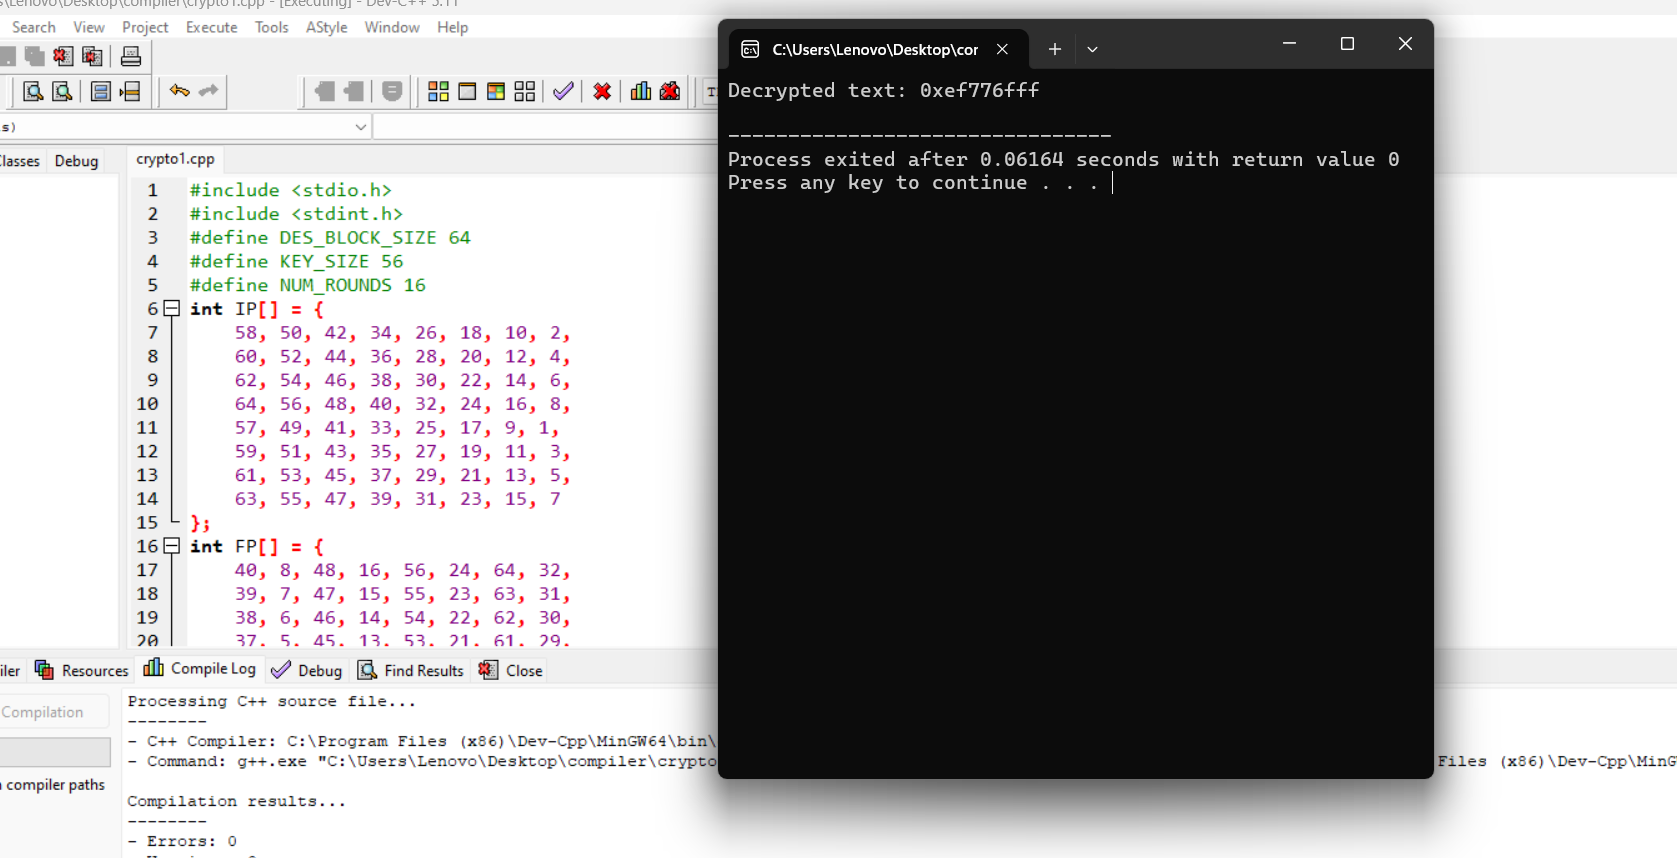 s\Lenovo\Desktop\compiler\crypto1.cpp - [Executing] - Dev-C++ 5.11
Search View Project Execute Tools AStyle Window Help
s)
lasses Debug
crypto1.cpp
1 #include <stdio.h>
2 #include <stdint.h>
3 #define DES_BLOCK_SIZE 64
4 #define KEY_SIZE 56
5 #define NUM_ROUNDS 16
6 int IP[] = {
7 58, 50, 42, 34, 26, 18, 10, 2,
8 60, 52, 44, 36, 28, 20, 12, 4,
9 62, 54, 46, 38, 30, 22, 14, 6,
10 64, 56, 48, 40, 32, 24, 16, 8,
11 57, 49, 41, 33, 25, 17, 9, 1,
12 59, 51, 43, 35, 27, 19, 11, 3,
13 61, 53, 45, 37, 29, 21, 13, 5,
14 63, 55, 47, 39, 31, 23, 15, 7
15 };
16 int FP[] = {
17 40, 8, 48, 16, 56, 24, 64, 32,
18 39, 7, 47, 15, 55, 23, 63, 31,
19 38, 6, 46, 14, 54, 22, 62, 30,
20 37, 5, 45, 13, 53, 21, 61, 29,
C:\Users\Lenovo\Desktop\cor
Decrypted text: 0xef776fff
--------------------------------
Process exited after 0.06164 seconds with return value 0
Press any key to continue . . .
iler Resources Compile Log Debug Find Results Close
Compilation
compiler paths
Processing C++ source file...
--------
- C++ Compiler: C:\Program Files (x86)\Dev-Cpp\MinGW64\bin\
- Command: g++.exe "C:\Users\Lenovo\Desktop\compiler\crypto Files (x86)\Dev-Cpp\MinG
Compilation results...
--------
- Errors: 0